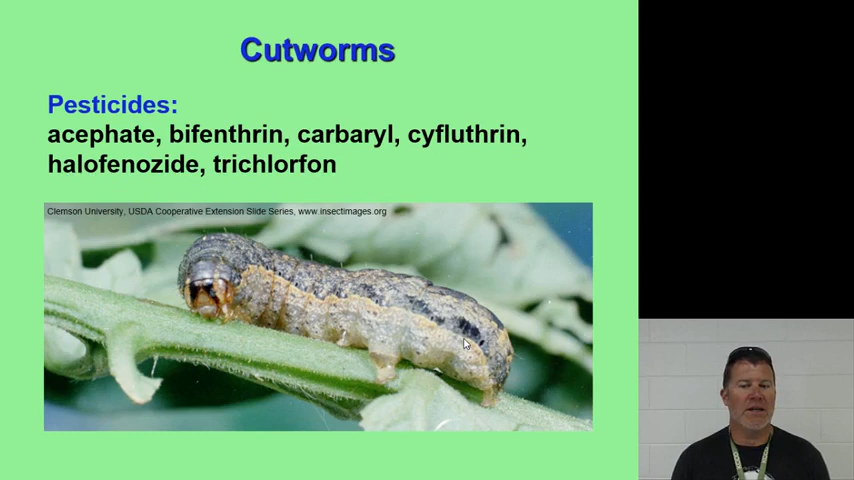 Cutworms
Pesticides:
acephate, bifenthrin, carbaryl, cyfluthrin,
halofenozide, trichlorfon
Clemson University, USDA Cooperative Extension Slide Series, www.insectimages.org